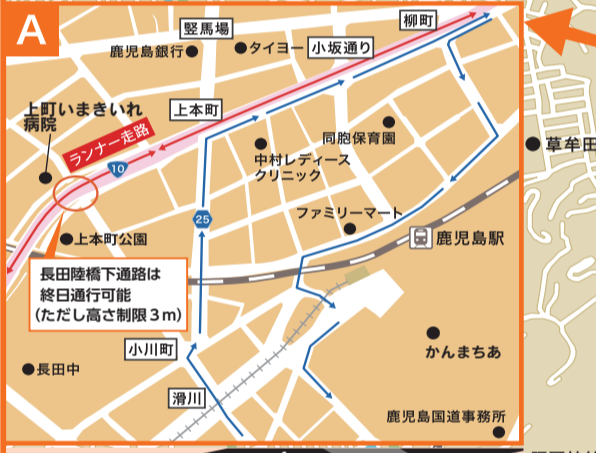 A
柳町
竪馬場
鹿児島銀行
タイヨー
小坂通り
上町いまきいれ
病院
上本町
ランナー走路
10
同胞保育園
中村レディース
クリニック
草牟田
25
ファミリーマート
上本町公園
鹿児島駅
長田陸橋下通路は
終日通行可能
(ただし高さ制限3m)
小川町
かんまちあ
長田中
滑川
鹿児島国道事務所